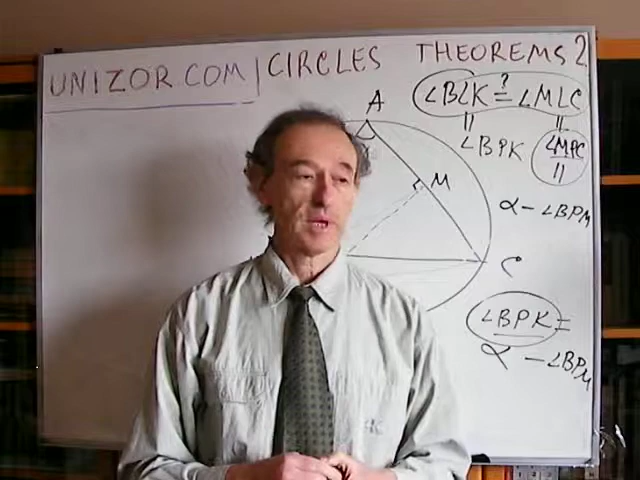 UNIZOR.COM | CIRCLES THEOREMS 2
A
∠BLK ≟ ∠MLC
|| ||
∠BPK ∠MPC
||
M
α - ∠BPM
C
∠BPK =
α - ∠BPM